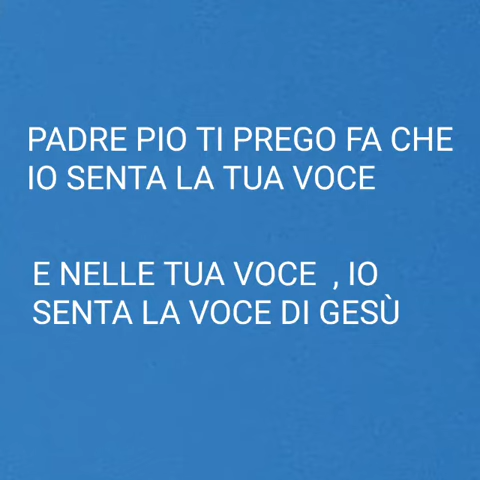 PADRE PIO TI PREGO FA CHE
IO SENTA LA TUA VOCE
E NELLE TUA VOCE , IO
SENTA LA VOCE DI GESÙ